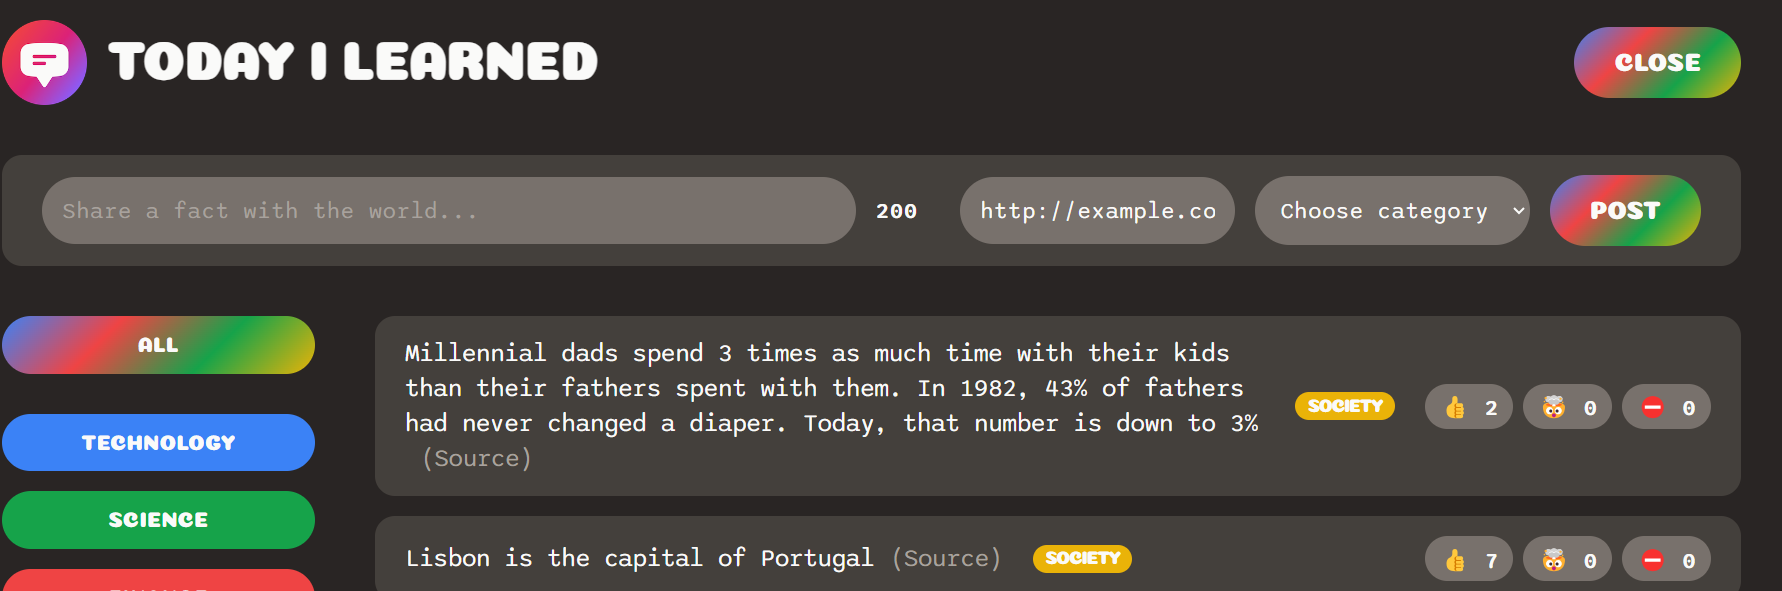 TODAY I LEARNED
CLOSE
Share a fact with the world...
200
http://example.co
Choose category
POST
ALL
TECHNOLOGY
SCIENCE
Millennial dads spend 3 times as much time with their kids
than their fathers spent with them. In 1982, 43% of fathers
had never changed a diaper. Today, that number is down to 3%
(Source)
SOCIETY
2
0
0
Lisbon is the capital of Portugal (Source)
SOCIETY
7
0
0